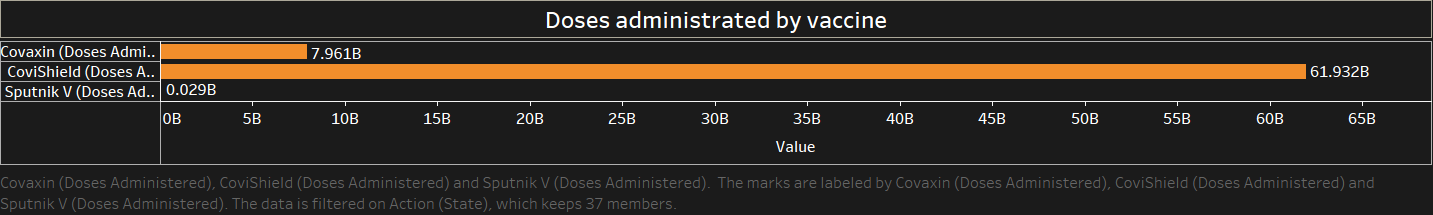 Doses administrated by vaccine
Covaxin (Doses Admi.. 7.961B
CoviShield (Doses A.. 61.932B
Sputnik V (Doses Ad.. 0.029B
0B 5B 10B 15B 20B 25B 30B 35B 40B 45B 50B 55B 60B 65B
Value
Covaxin (Doses Administered), CoviShield (Doses Administered) and Sputnik V (Doses Administered). The marks are labeled by Covaxin (Doses Administered), CoviShield (Doses Administered) and
Sputnik V (Doses Administered). The data is filtered on Action (State), which keeps 37 members.